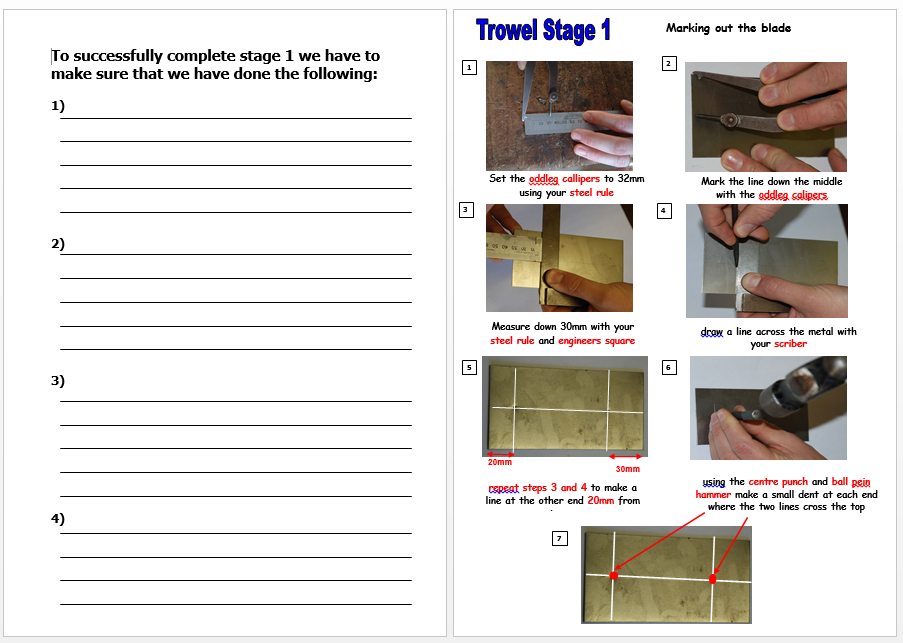 To successfully complete stage 1 we have to
make sure that we have done the following:
1)
2)
3)
4)
Trowel Stage 1
Marking out the blade
1
Set the oddleg callipers to 32mm
using your steel rule
2
Mark the line down the middle
with the oddleg calipers
3
Measure down 30mm with your
steel rule and engineers square
4
draw a line across the metal with
your scriber
5
20mm
30mm
repeat steps 3 and 4 to make a
line at the other end 20mm from
6
using the centre punch and ball pein
hammer make a small dent at each end
where the two lines cross the top
7